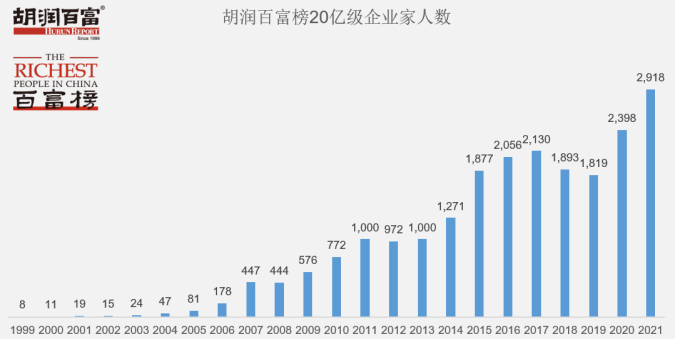 胡润百富®
HURUN REPORT
Since 1999
THE
RICHEST
PEOPLE IN CHINA
百富榜
胡润百富榜20亿级企业家人数
8 11 19 15 24 47 81 178 447 444 576 772 1,000 972 1,000 1,271 1,877 2,056 2,130 1,893 1,819 2,398 2,918
1999 2000 2001 2002 2003 2004 2005 2006 2007 2008 2009 2010 2011 2012 2013 2014 2015 2016 2017 2018 2019 2020 2021